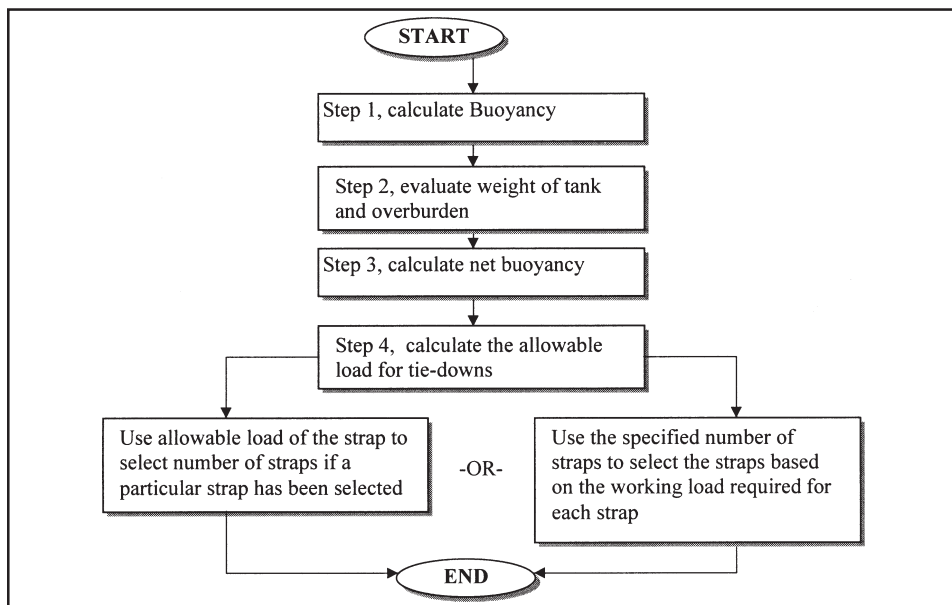 START
Step 1, calculate Buoyancy
Step 2, evaluate weight of tank
and overburden
Step 3, calculate net buoyancy
Step 4, calculate the allowable
load for tie-downs
Use allowable load of the strap to
select number of straps if a
particular strap has been selected
-OR-
Use the specified number of
straps to select the straps based
on the working load required for
each strap
END